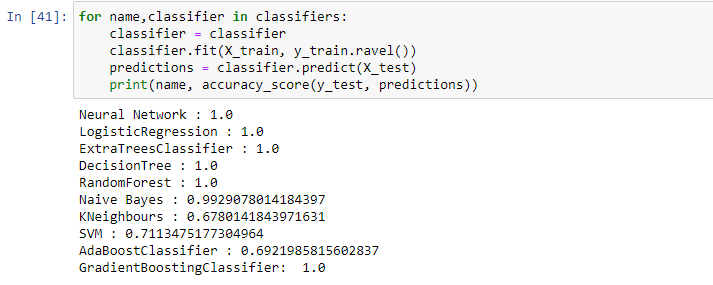 In [41]: for name,classifier in classifiers:
    classifier = classifier
    classifier.fit(X_train, y_train.ravel())
    predictions = classifier.predict(X_test)
    print(name, accuracy_score(y_test, predictions))
Neural Network : 1.0
LogisticRegression : 1.0
ExtraTreesClassifier : 1.0
DecisionTree : 1.0
RandomForest : 1.0
Naive Bayes : 0.9929078014184397
KNeighbours : 0.6780141843971631
SVM : 0.7113475177304964
AdaBoostClassifier : 0.6921985815602837
GradientBoostingClassifier:  1.0